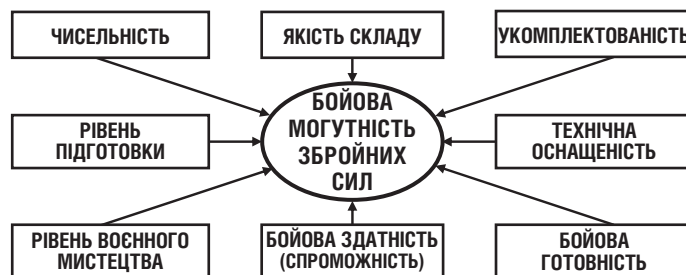 ЧИСЕЛЬНІСТЬ
ЯКІСТЬ СКЛАДУ
УКОМПЛЕКТОВАНІСТЬ
БОЙОВА
МОГУТНІСТЬ
ЗБРОЙНИХ
СИЛ
РІВЕНЬ
ПІДГОТОВКИ
ТЕХНІЧНА
ОСНАЩЕНІСТЬ
РІВЕНЬ ВОЄННОГО
МИСТЕЦТВА
БОЙОВА ЗДАТНІСТЬ
(СПРОМОЖНІСТЬ)
БОЙОВА
ГОТОВНІСТЬ